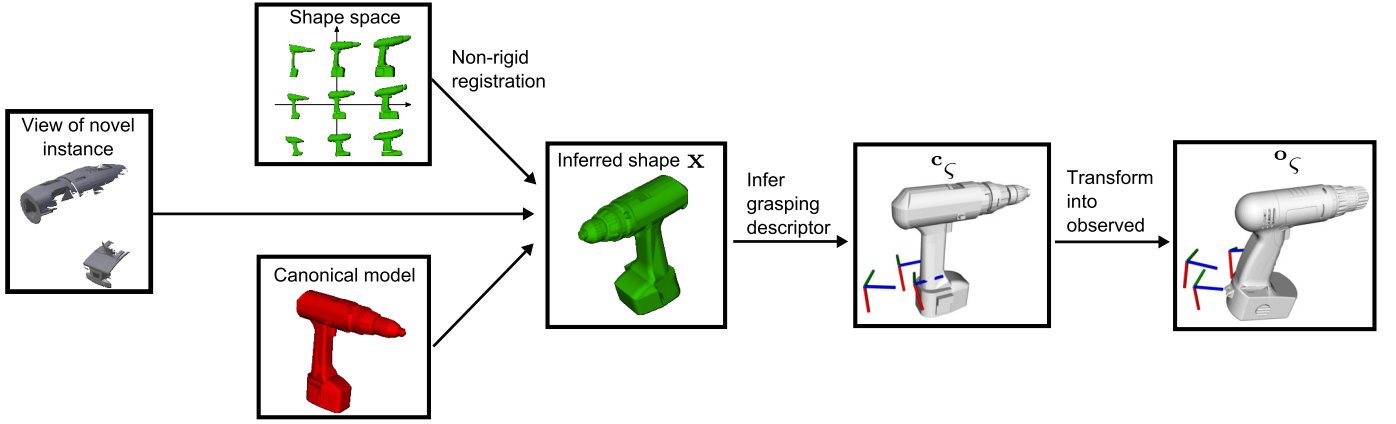 Shape space
Non-rigid
registration
View of novel
instance
Canonical model
Inferred shape x
Infer
grasping
descriptor
cς
Transform
into
observed
oς